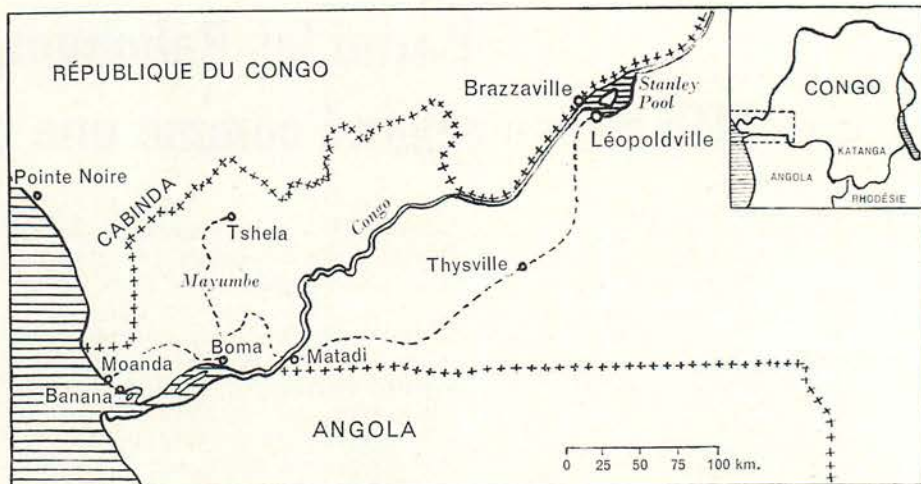 RÉPUBLIQUE DU CONGO
Brazzaville
Stanley
Pool
Léopoldville
Pointe Noire
CABINDA
Tshela
Congo
Thysville
Mayumbe
Boma
Matadi
Moanda
Banana
ANGOLA
0 25 50 75 100 km.
CONGO
KATANGA
ANGOLA
RHODÉSIE